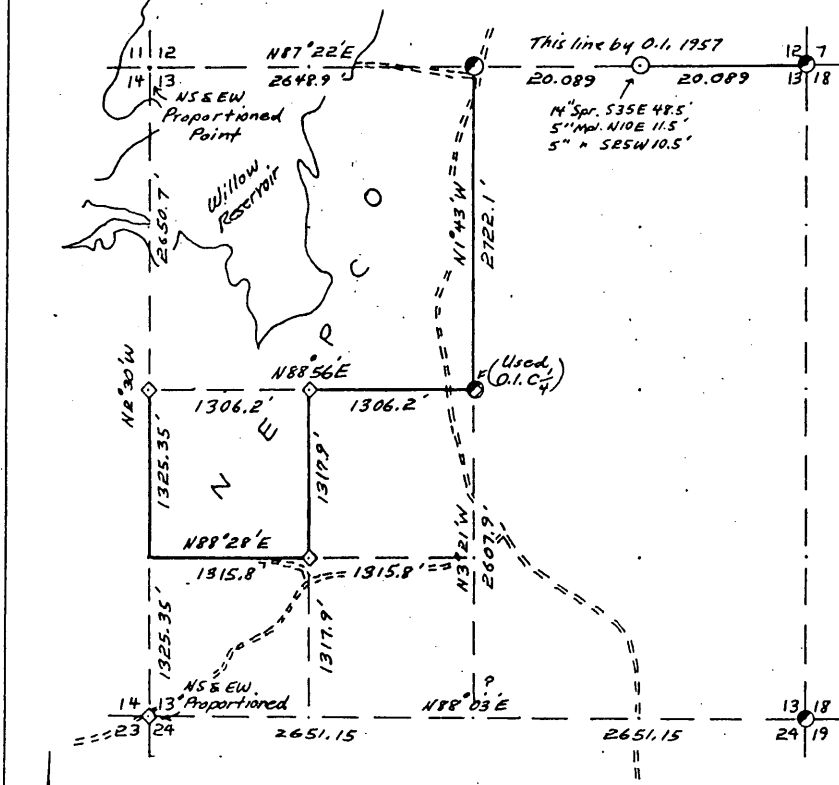 11 12
14 13
N87°22'E
2648.9'
This line by O.I. 1957
20.089
20.089
12 7
13 18
NS & EW
Proportioned
Point
14" Spr. S35E 48.5'
5" Mpl. N10E 11.5'
5" " S25W 10.5'
Willow
Reservoir
2650.7'
N1°43'W
2722.1'
N E P C O
N2°30'W
N88°56'E
1306.2'
1306.2'
(Used, O.I. C¼)
1325.35'
1317.9'
N88°28'E
1315.8
1315.8'
N3°21'W
2607.9'
1325.35'
1317.9'
NS & EW
Proportioned
14 13
23 24
N88°03'E
?
2651.15
2651.15
13 18
24 19